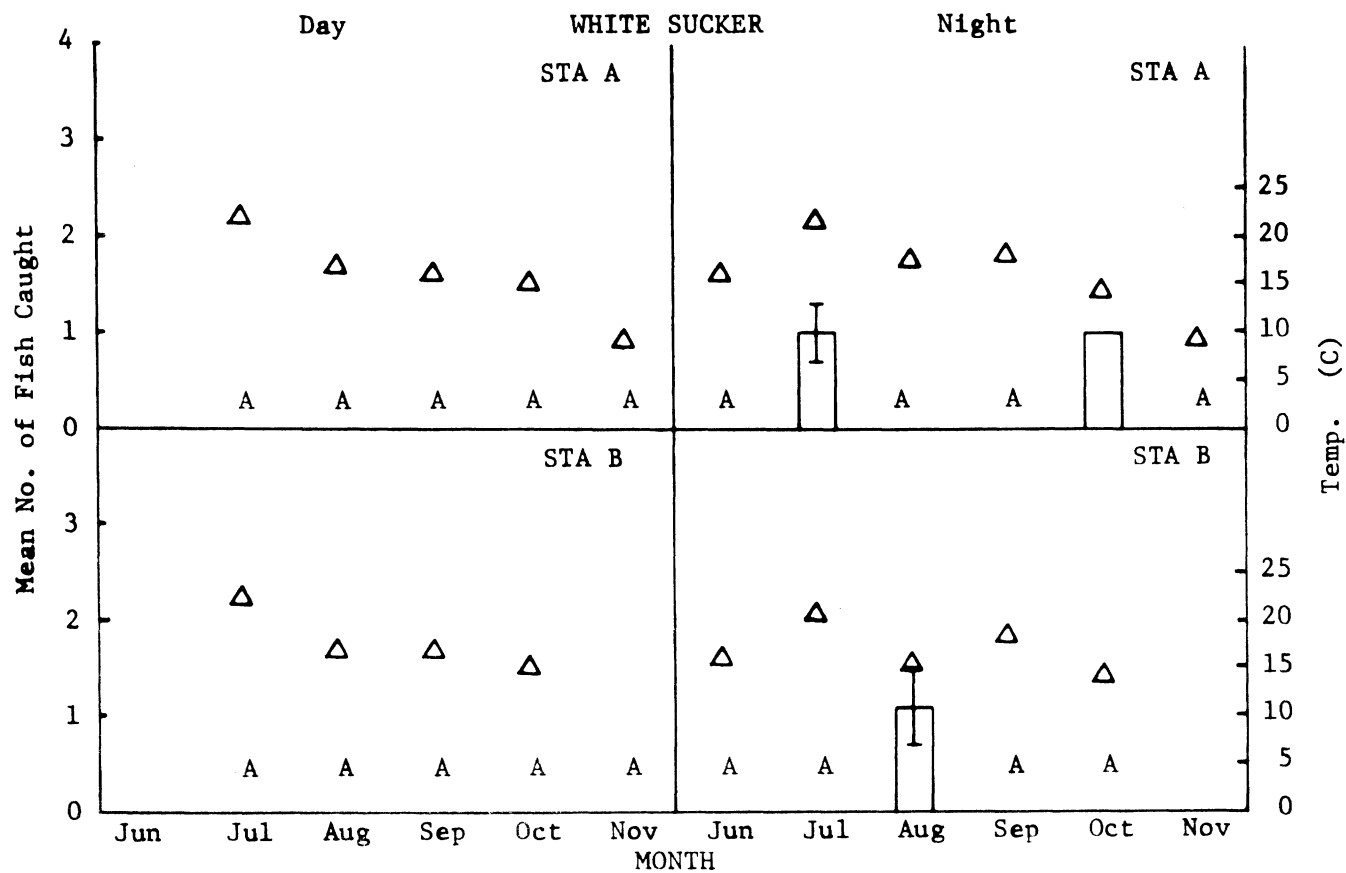 Day WHITE SUCKER Night
4
STA A STA A
3
25
2 20
15
1 10
5
A A A A A A A A A
0 0
STA B STA B
3
25
2 20
15
1 10
5
A A A A A A A A A
0 0
Jun Jul Aug Sep Oct Nov Jun Jul Aug Sep Oct Nov
MONTH
Mean No. of Fish Caught
Temp. (C)